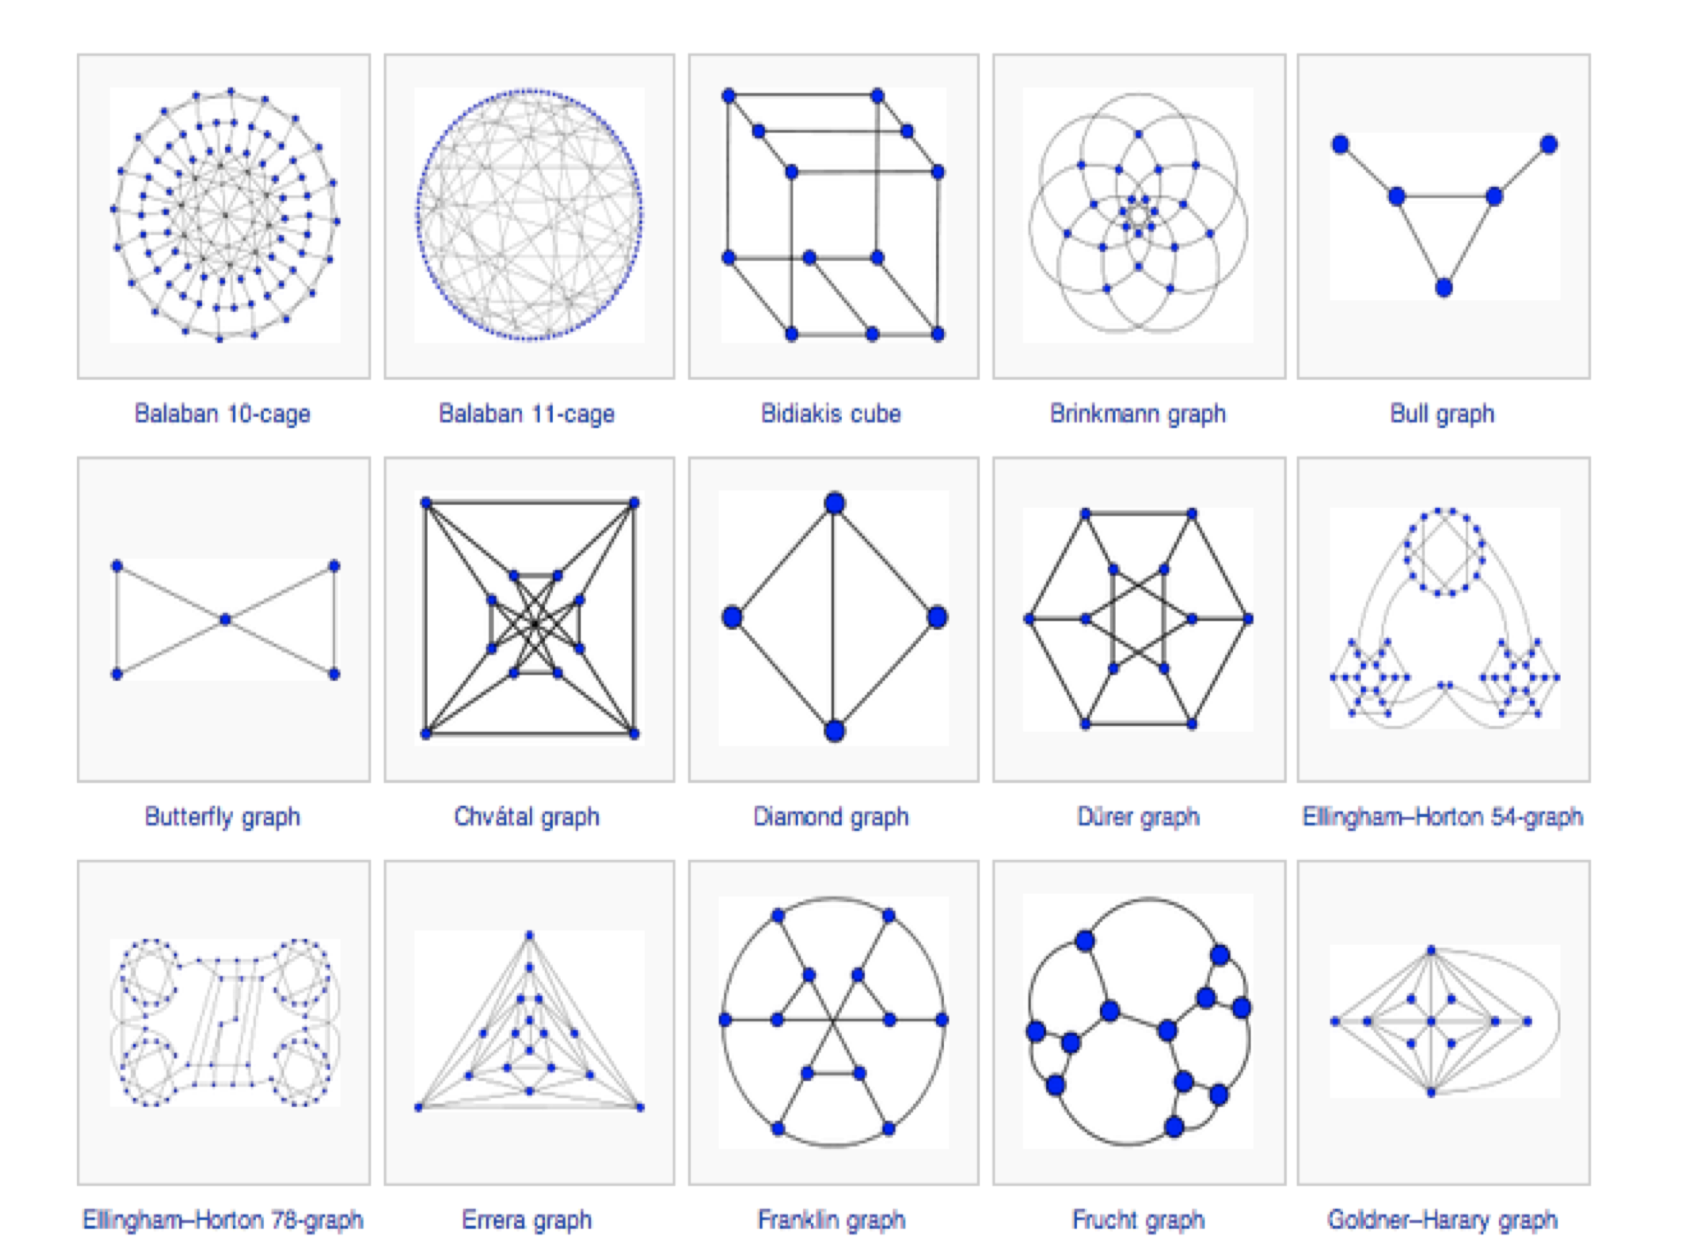 Balaban 10-cage
Balaban 11-cage
Bidiakis cube
Brinkmann graph
Bull graph
Butterfly graph
Chvátal graph
Diamond graph
Dürer graph
Ellingham–Horton 54-graph
Ellingham–Horton 78-graph
Errera graph
Franklin graph
Frucht graph
Goldner–Harary graph